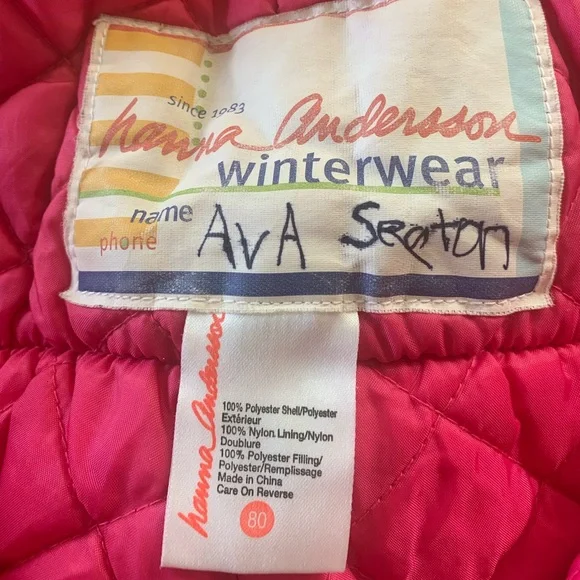 since 1983
hanna Andersson
winterwear
name AvA Seaton
phone
hanna andersson
100% Polyester Shell/Polyester
Extérieur
100% Nylon Lining/Nylon
Doublure
100% Polyester Filling/
Polyester/Remplissage
Made in China
Care On Reverse
80